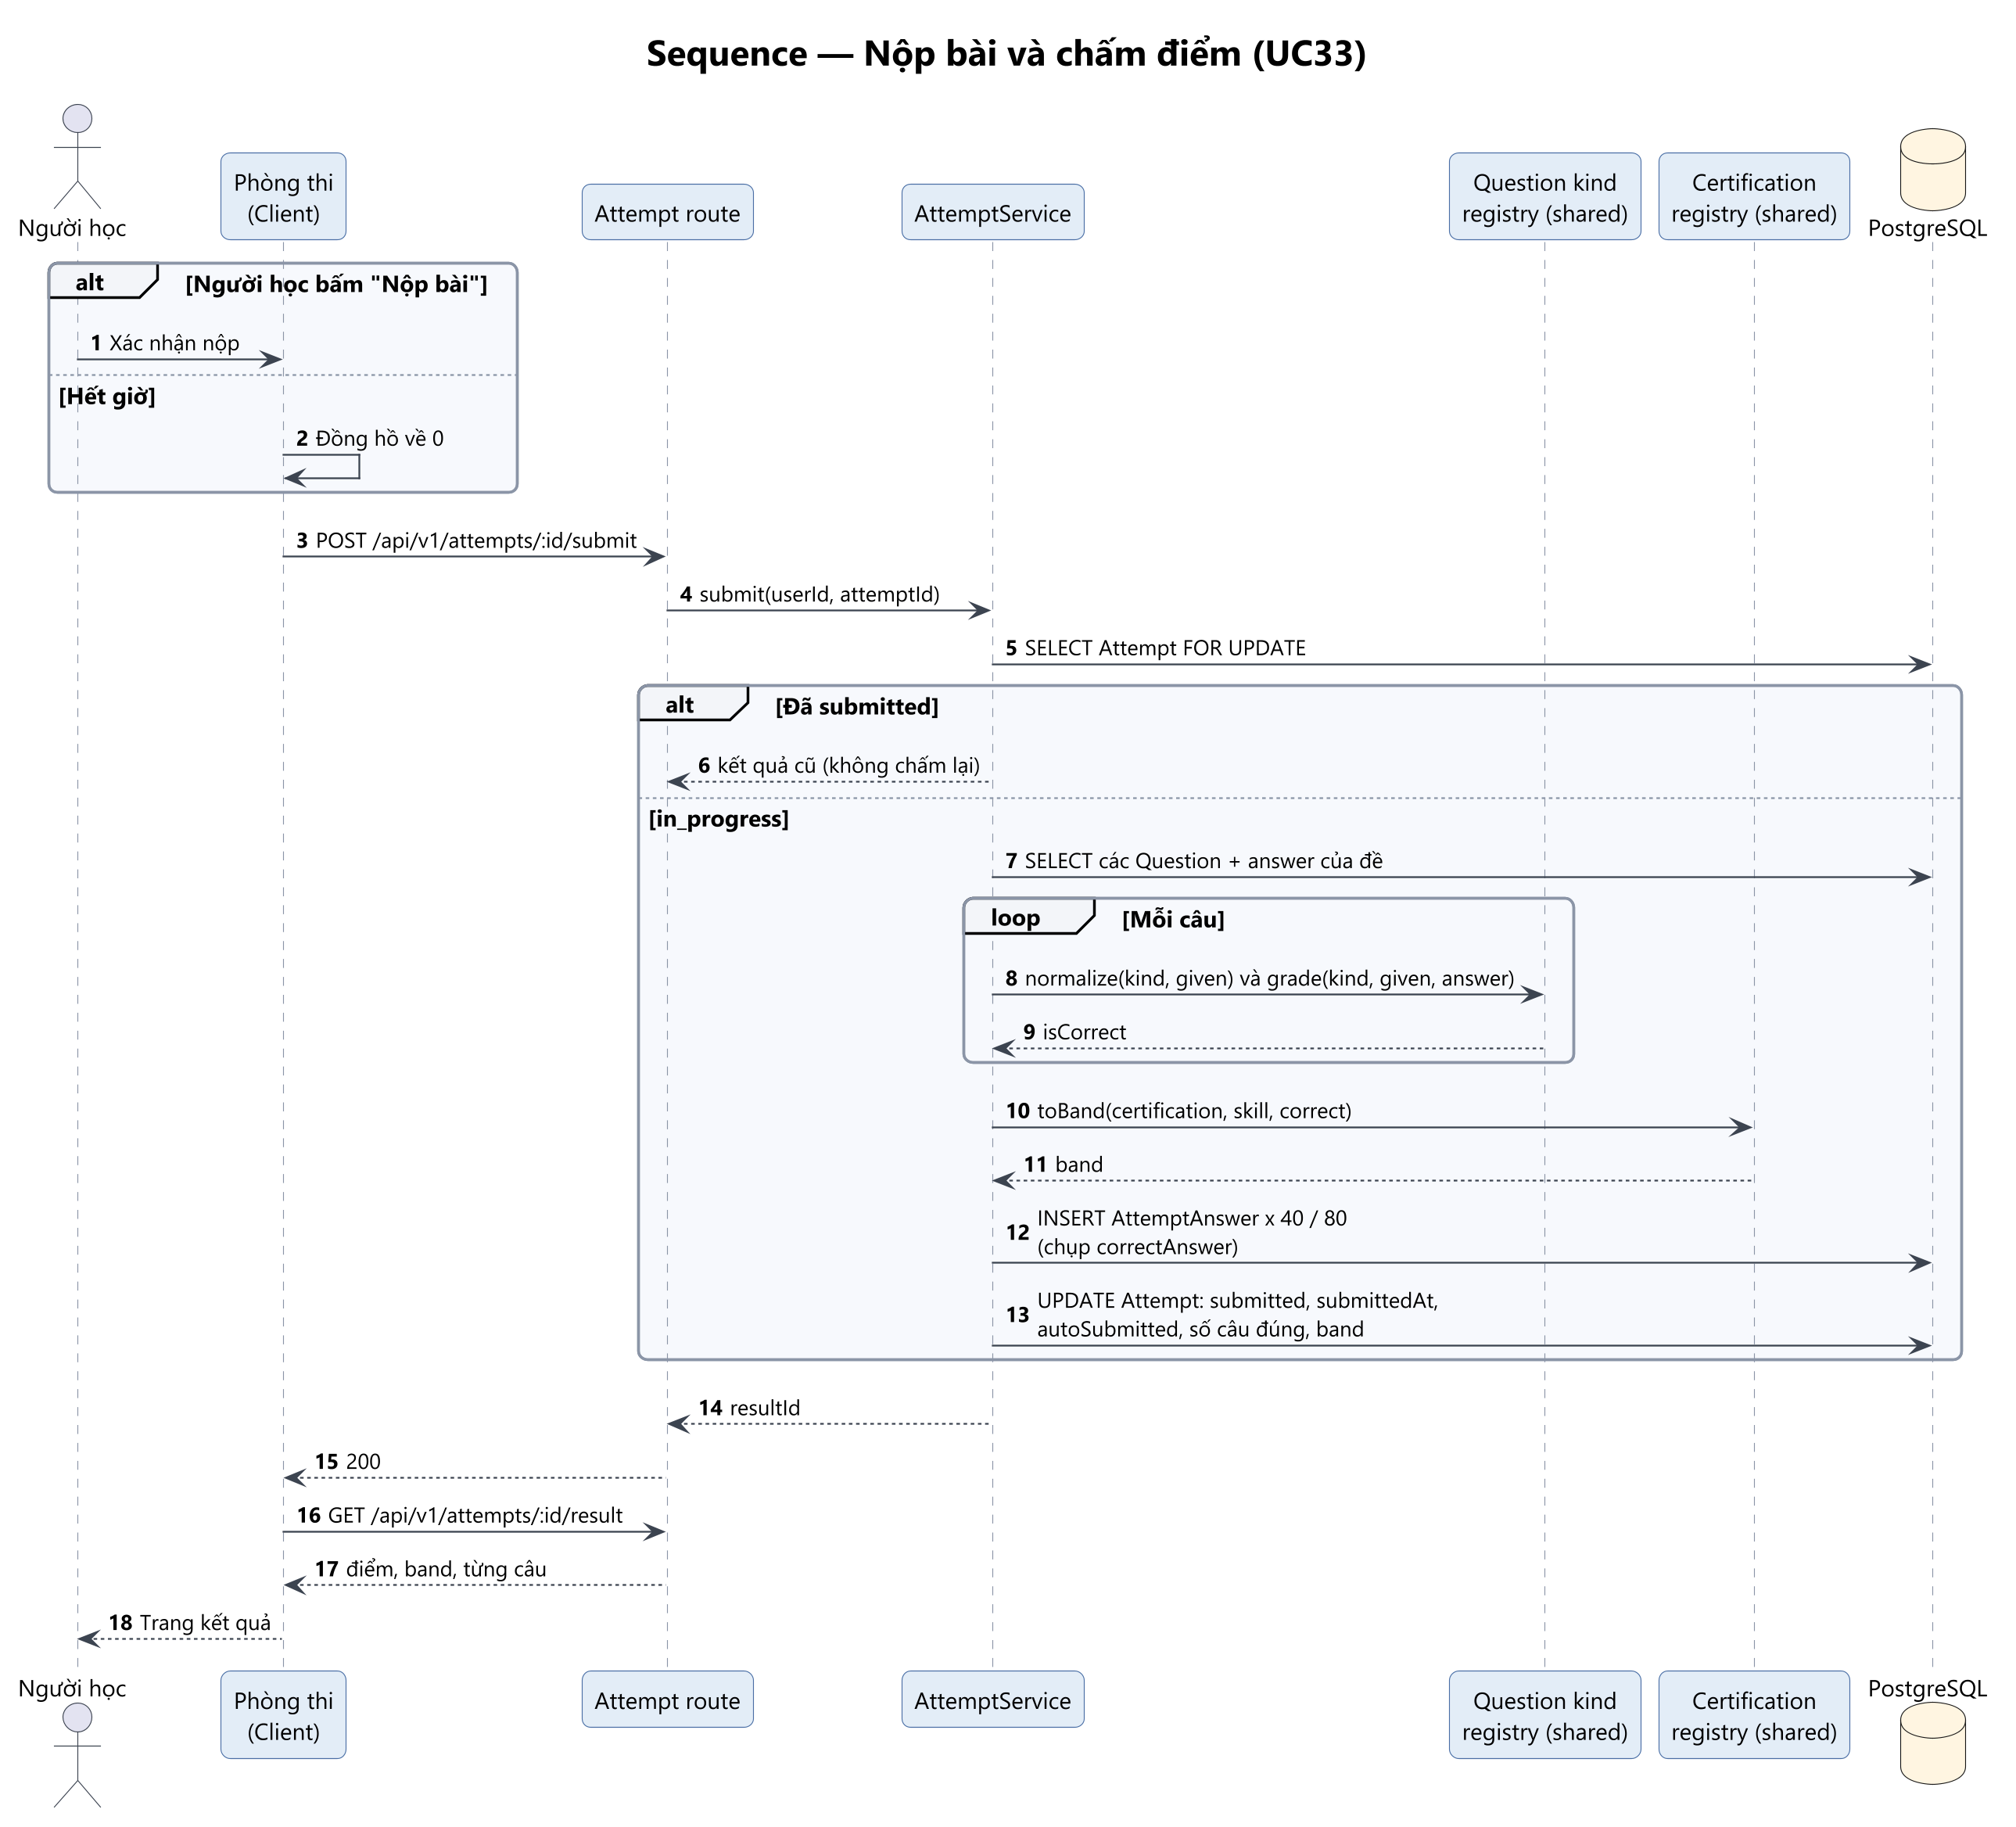 Sequence — Nộp bài và chấm điểm (UC33)
Người học
Phòng thi
(Client)
Attempt route
AttemptService
Question kind
registry (shared)
Certification
registry (shared)
PostgreSQL
alt [Người học bấm "Nộp bài"]
1 Xác nhận nộp
[Hết giờ]
2 Đồng hồ về 0
3 POST /api/v1/attempts/:id/submit
4 submit(userId, attemptId)
5 SELECT Attempt FOR UPDATE
alt [Đã submitted]
6 kết quả cũ (không chấm lại)
[in_progress]
7 SELECT các Question + answer của đề
loop [Mỗi câu]
8 normalize(kind, given) và grade(kind, given, answer)
9 isCorrect
10 toBand(certification, skill, correct)
11 band
12 INSERT AttemptAnswer x 40 / 80
(chụp correctAnswer)
13 UPDATE Attempt: submitted, submittedAt,
autoSubmitted, số câu đúng, band
14 resultId
15 200
16 GET /api/v1/attempts/:id/result
17 điểm, band, từng câu
18 Trang kết quả
Người học
Phòng thi
(Client)
Attempt route
AttemptService
Question kind
registry (shared)
Certification
registry (shared)
PostgreSQL